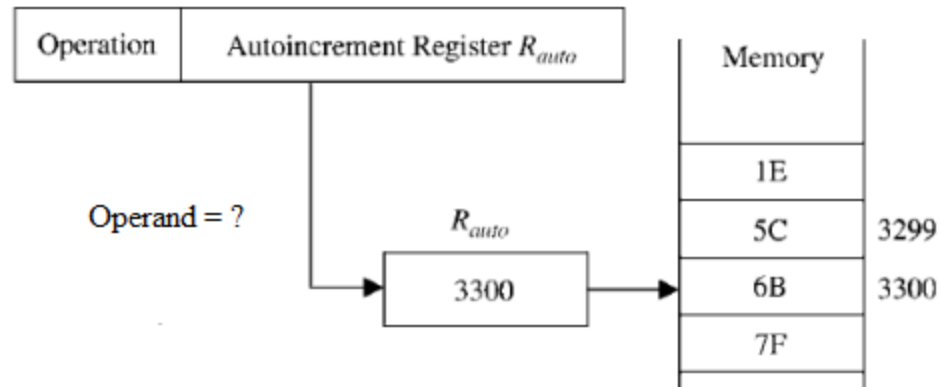 Operation
Autoincrement Register R_auto
Memory
1E
Operand = ?
R_auto
5C
3299
3300
6B
3300
7F